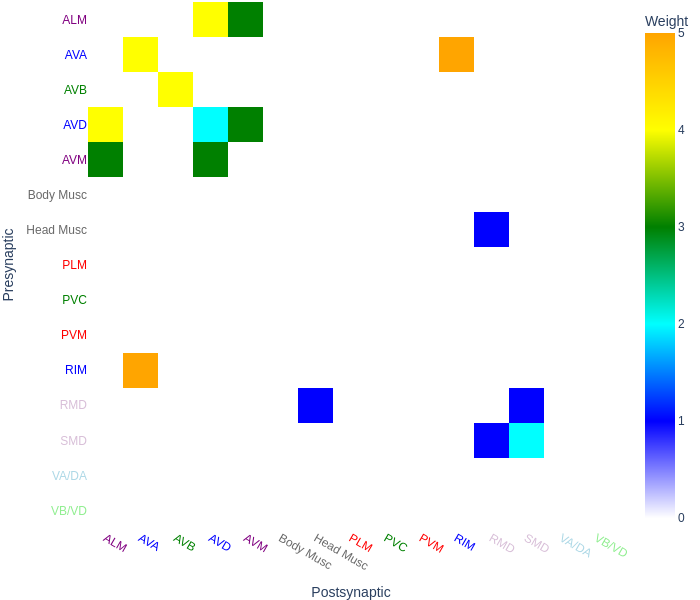 Weight
ALM
AVA
AVB
AVD
AVM
Body Musc
Head Musc
PLM
PVC
PVM
RIM
RMD
SMD
VA/DA
VB/VD
Presynaptic
5
4
3
2
1
0
ALM
AVA
AVB
AVD
AVM
Body Musc
Head Musc
PLM
PVC
PVM
RIM
RMD
SMD
VA/DA
VB/VD
Postsynaptic